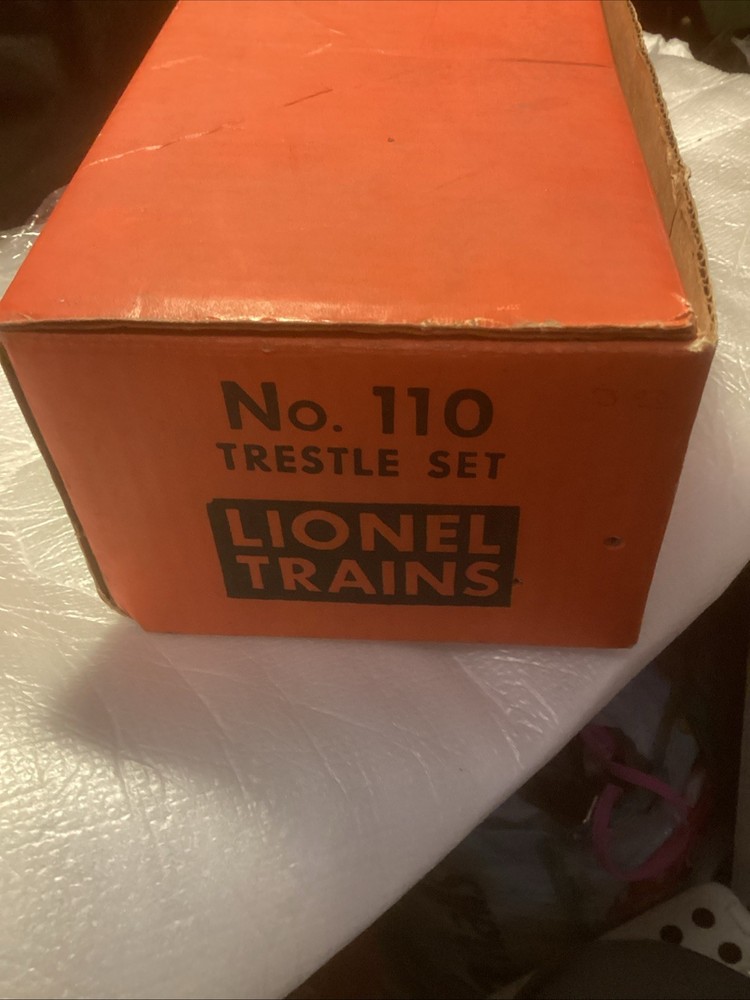 No. 110
TRESTLE SET
LIONEL
TRAINS